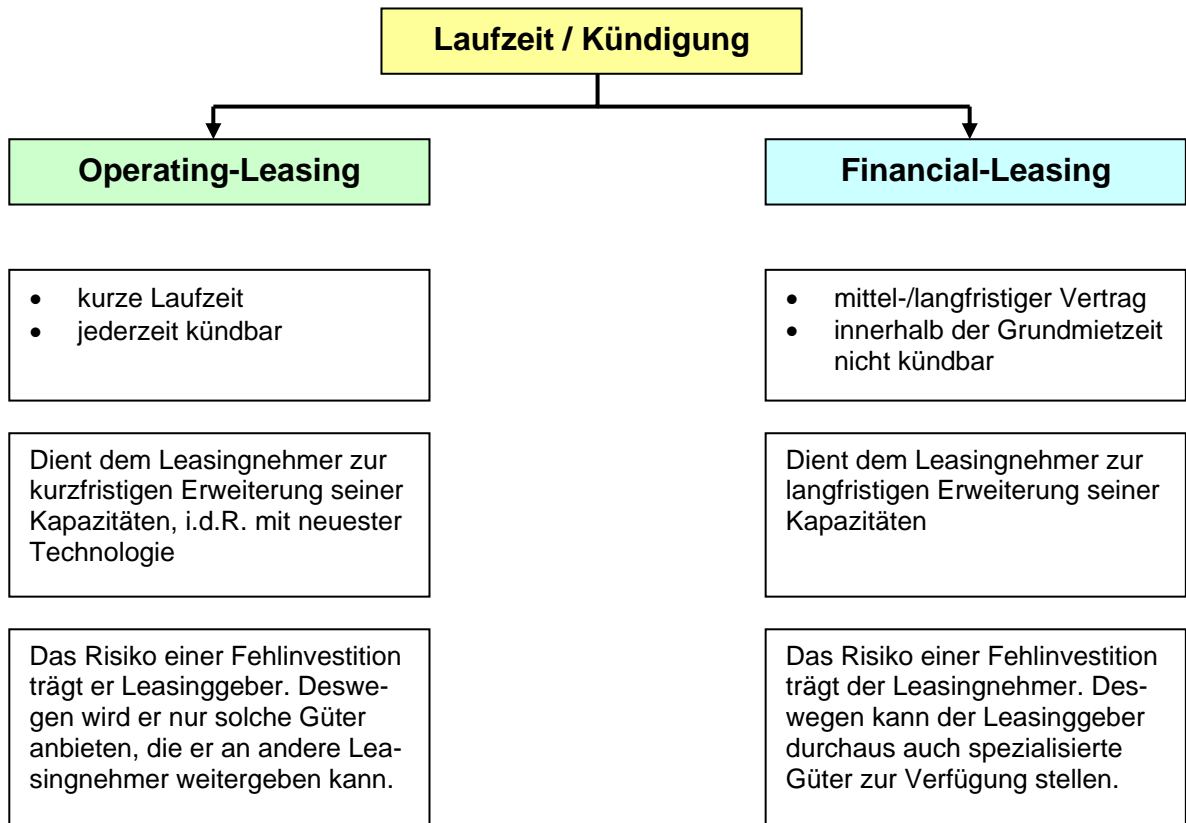 Laufzeit / Kündigung
Operating-Leasing
Financial-Leasing
• kurze Laufzeit
• jederzeit kündbar
• mittel-/langfristiger Vertrag
• innerhalb der Grundmietzeit
nicht kündbar
Dient dem Leasingnehmer zur
kurzfristigen Erweiterung seiner
Kapazitäten, i.d.R. mit neuester
Technologie
Dient dem Leasingnehmer zur
langfristigen Erweiterung seiner
Kapazitäten
Das Risiko einer Fehlinvestition
trägt er Leasinggeber. Deswe-
gen wird er nur solche Güter
anbieten, die er an andere Lea-
singnehmer weitergeben kann.
Das Risiko einer Fehlinvestition
trägt der Leasingnehmer. Des-
wegen kann der Leasinggeber
durchaus auch spezialisierte
Güter zur Verfügung stellen.